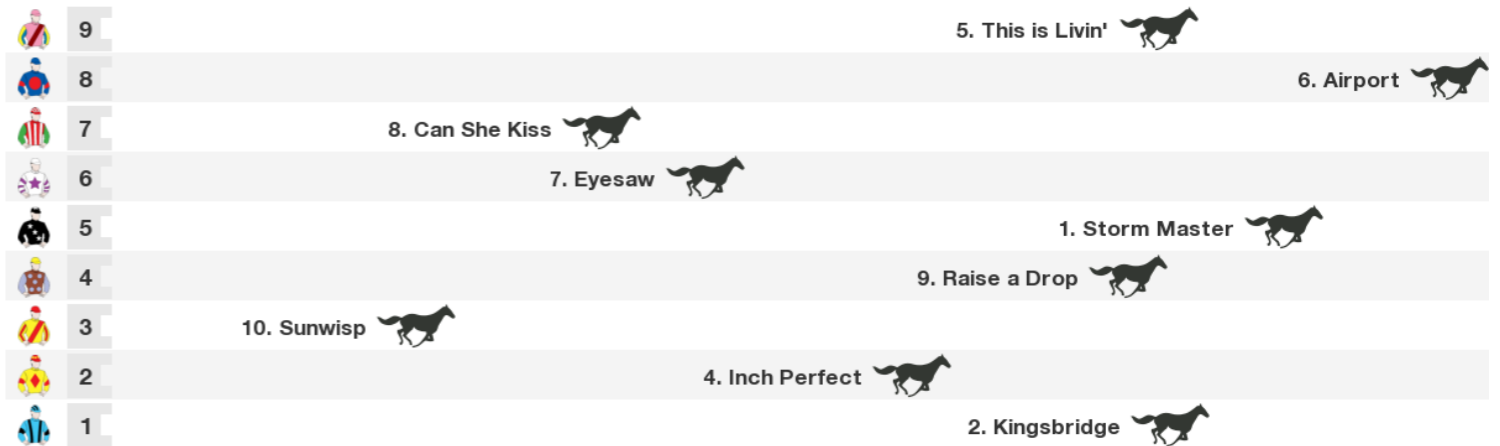 9 5. This is Livin'
8 6. Airport
7 8. Can She Kiss
6 7. Eyesaw
5 1. Storm Master
4 9. Raise a Drop
3 10. Sunwisp
2 4. Inch Perfect
1 2. Kingsbridge